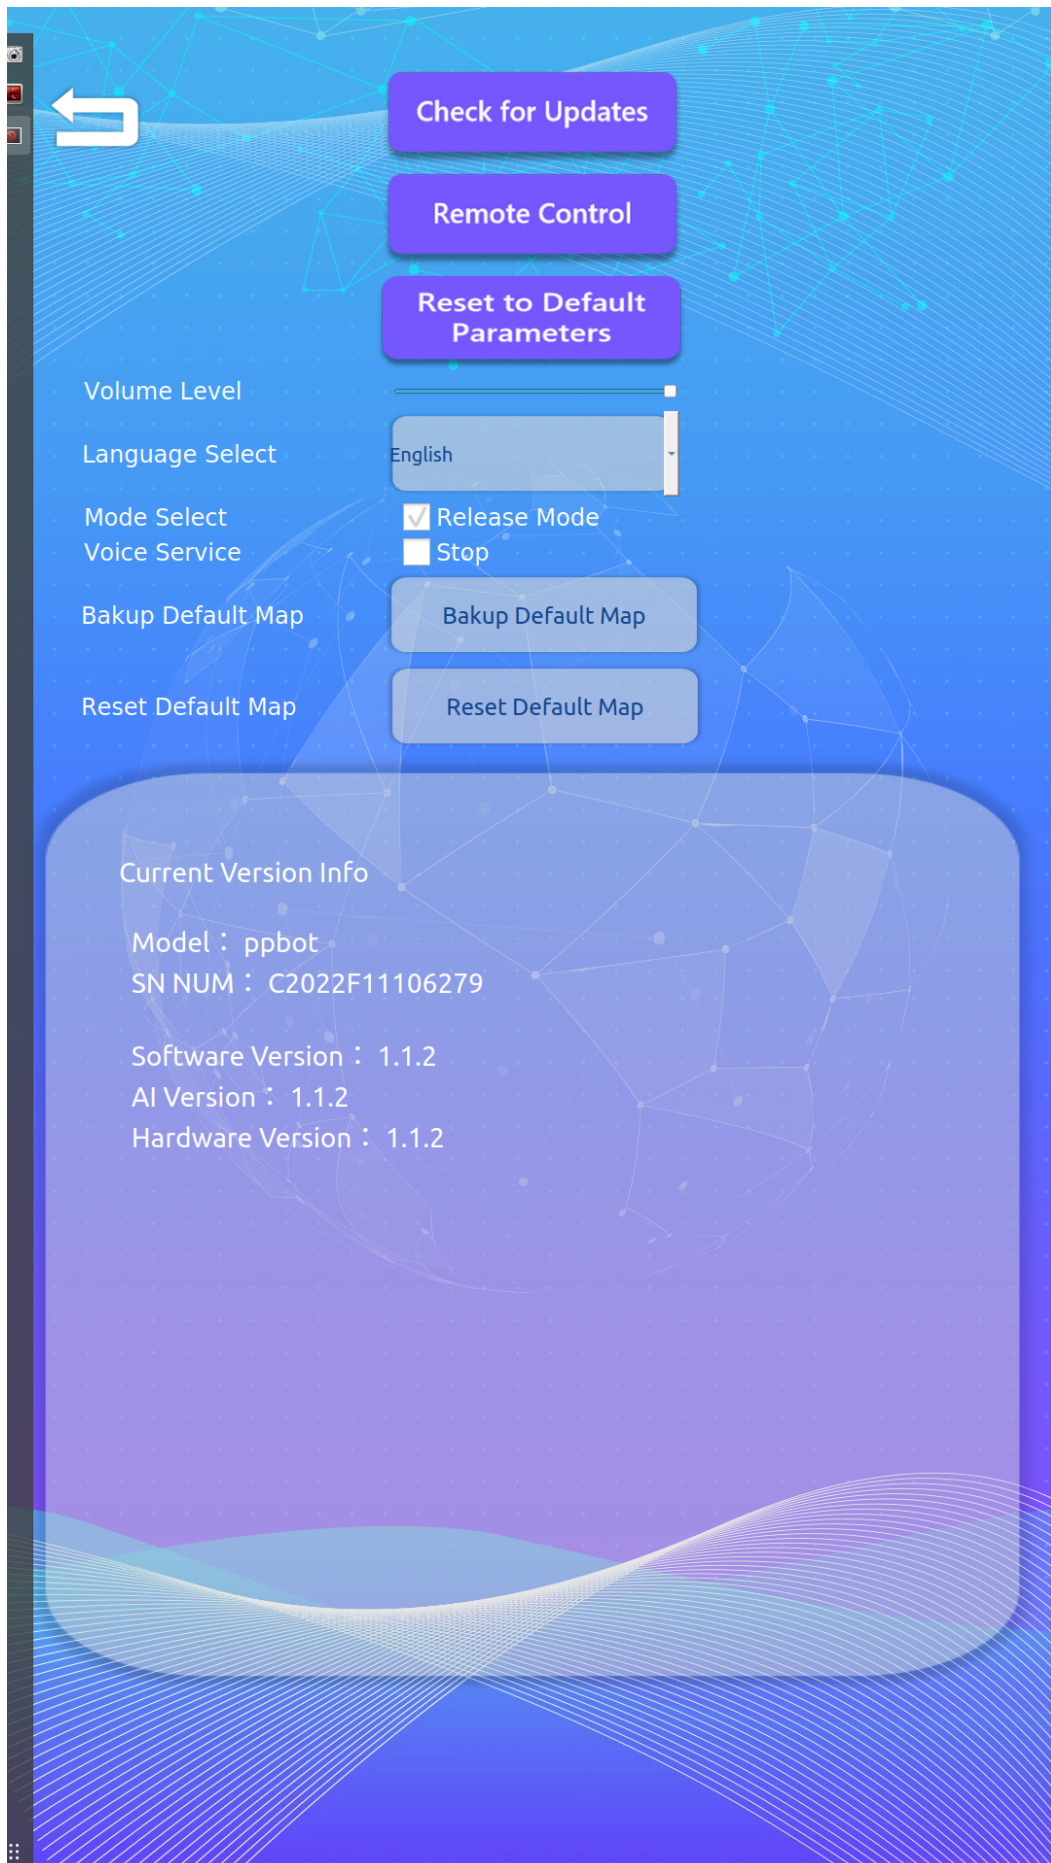 Check for Updates
Remote Control
Reset to Default
Parameters
Volume Level
Language Select English
Mode Select Release Mode
Voice Service Stop
Bakup Default Map Bakup Default Map
Reset Default Map Reset Default Map
Current Version Info
Model： ppbot
SN NUM： C2022F11106279
Software Version： 1.1.2
AI Version： 1.1.2
Hardware Version： 1.1.2